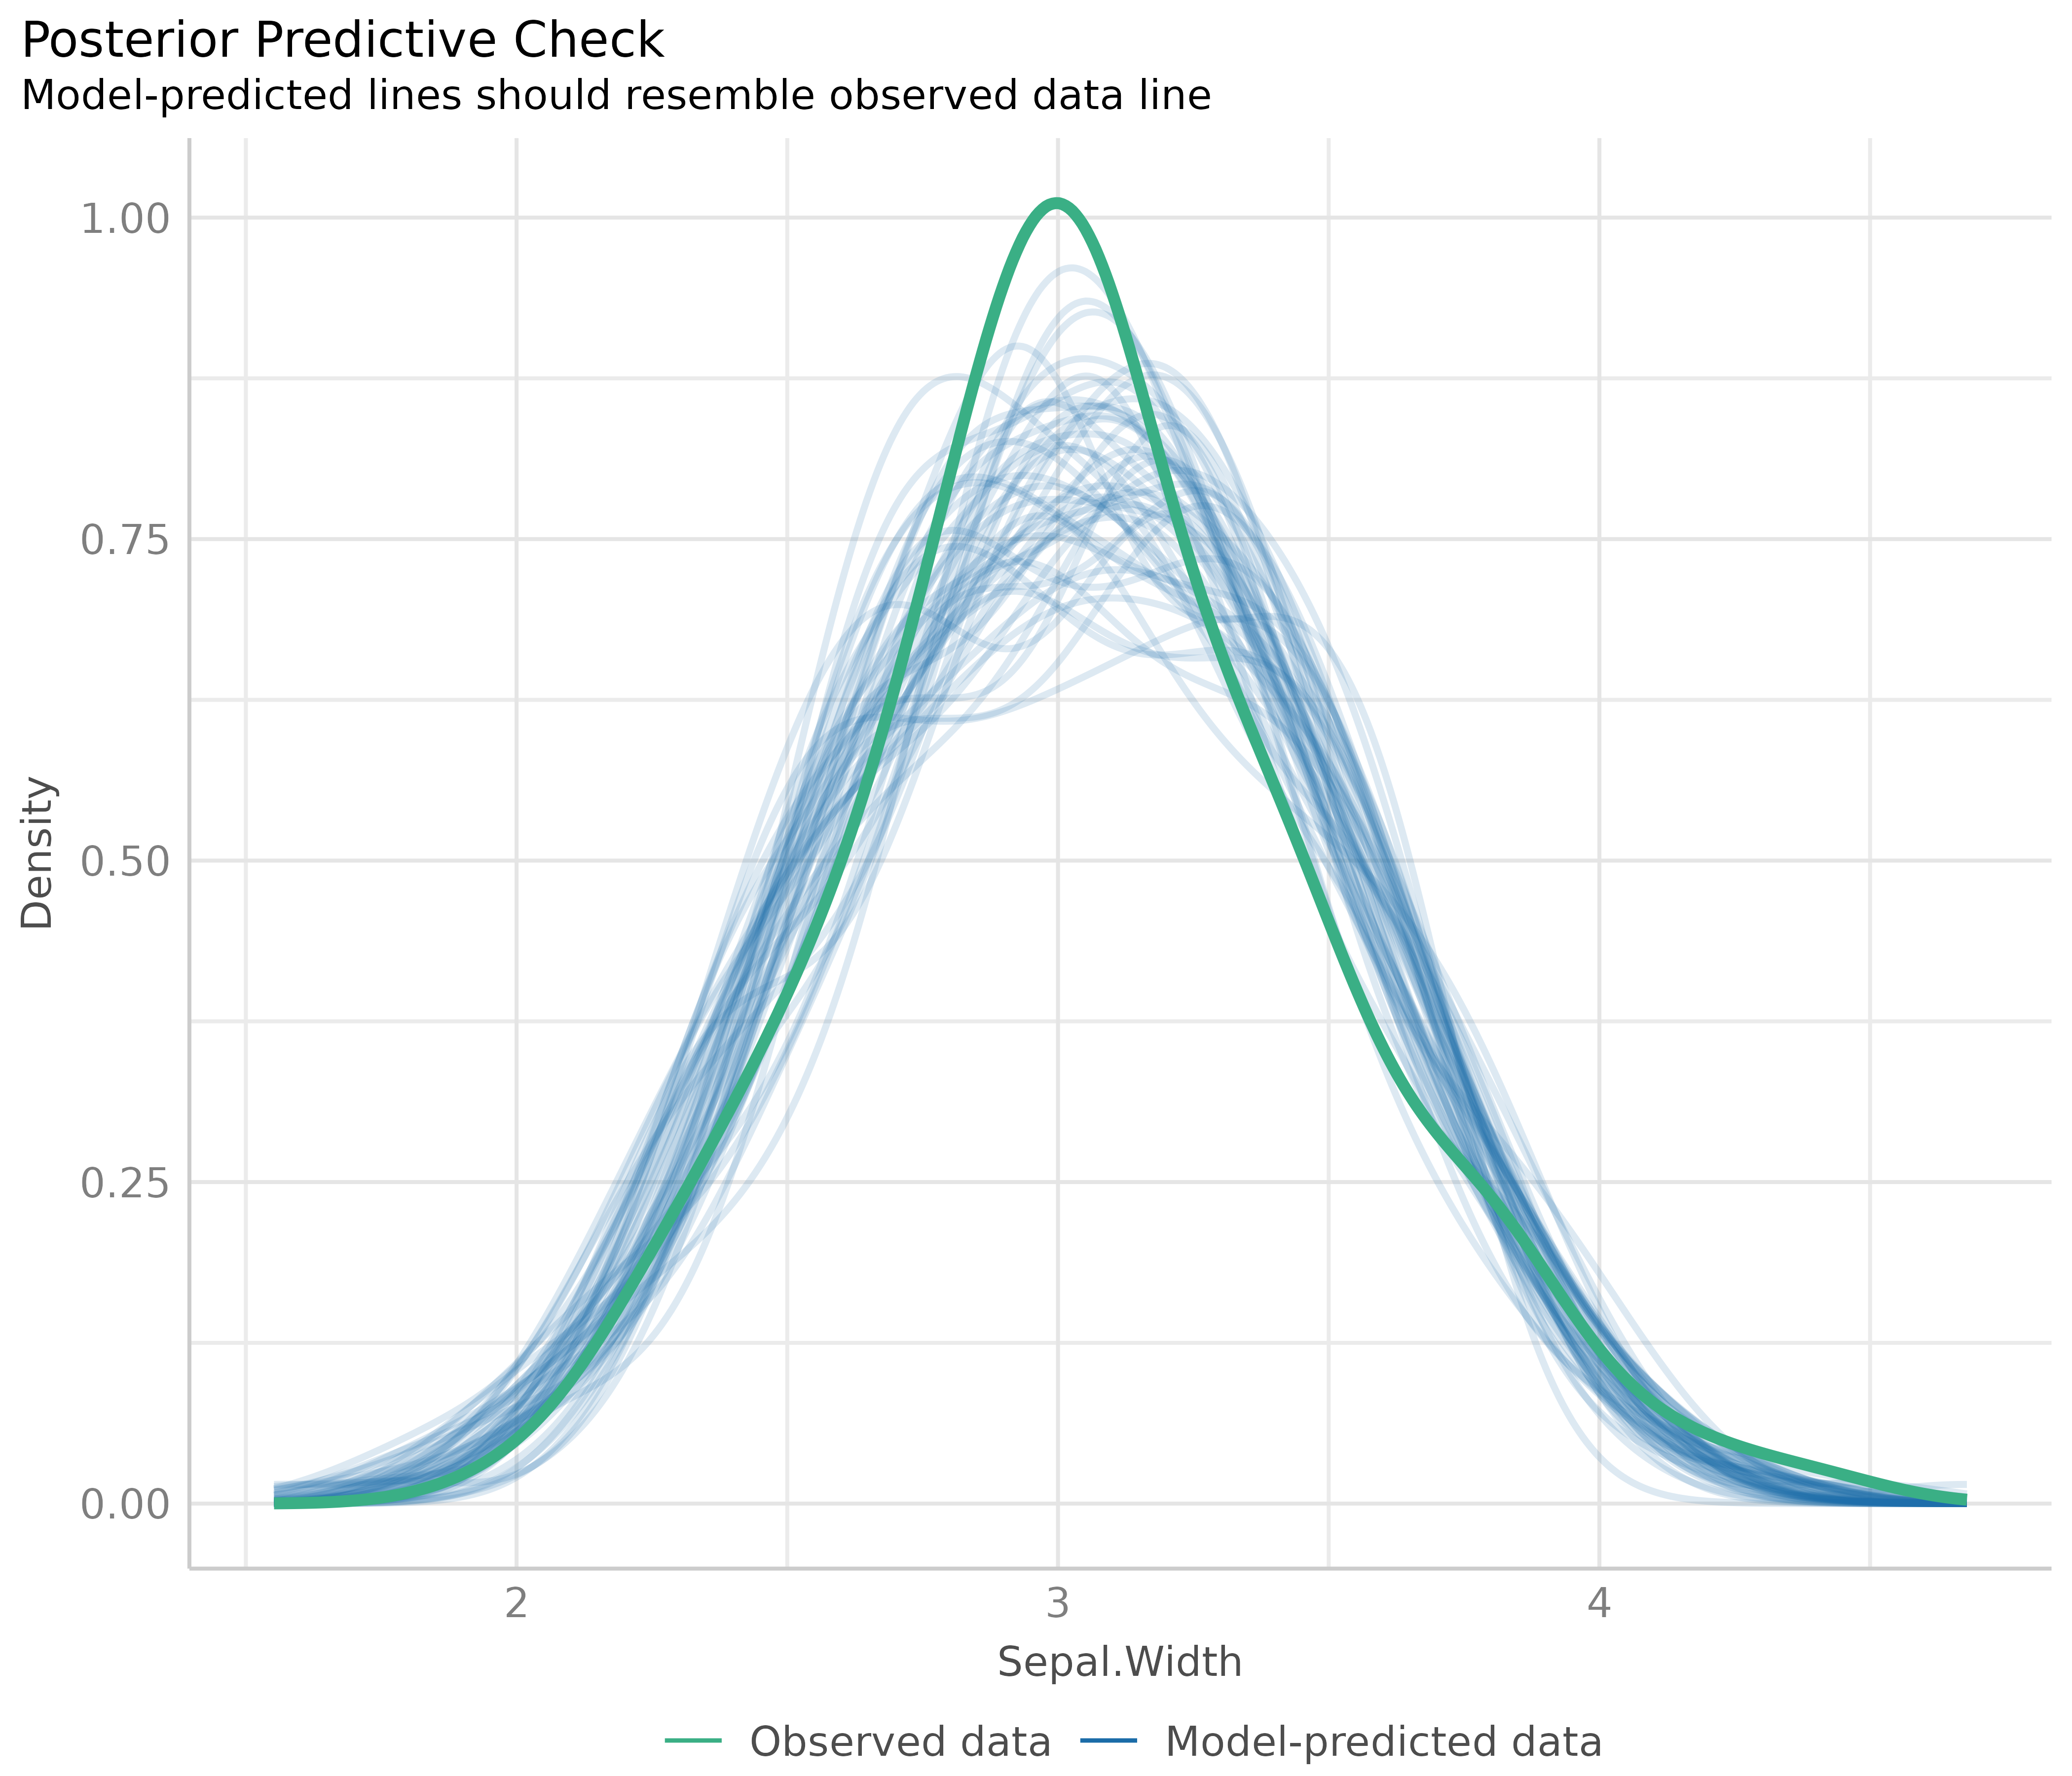 Posterior Predictive Check
Model-predicted lines should resemble observed data line
1.00
0.75
0.50
0.25
0.00
Density
2 3 4
Sepal.Width
Observed data Model-predicted data